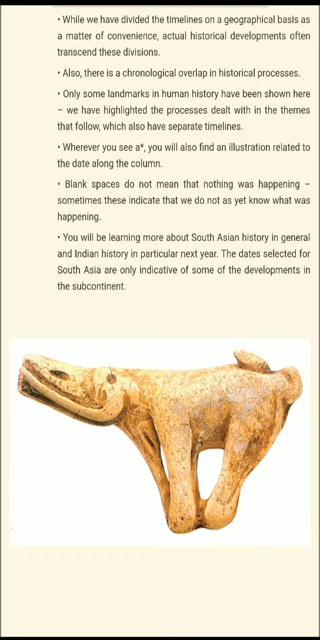 • While we have divided the timelines on a geographical basis as
a matter of convenience, actual historical developments often
transcend these divisions.
• Also, there is a chronological overlap in historical processes.
• Only some landmarks in human history have been shown here
– we have highlighted the processes dealt with in the themes
that follow, which also have separate timelines.
• Wherever you see a*, you will also find an illustration related to
the date along the column.
• Blank spaces do not mean that nothing was happening –
sometimes these indicate that we do not as yet know what was
happening.
• You will be learning more about South Asian history in general
and Indian history in particular next year. The dates selected for
South Asia are only indicative of some of the developments in
the subcontinent.